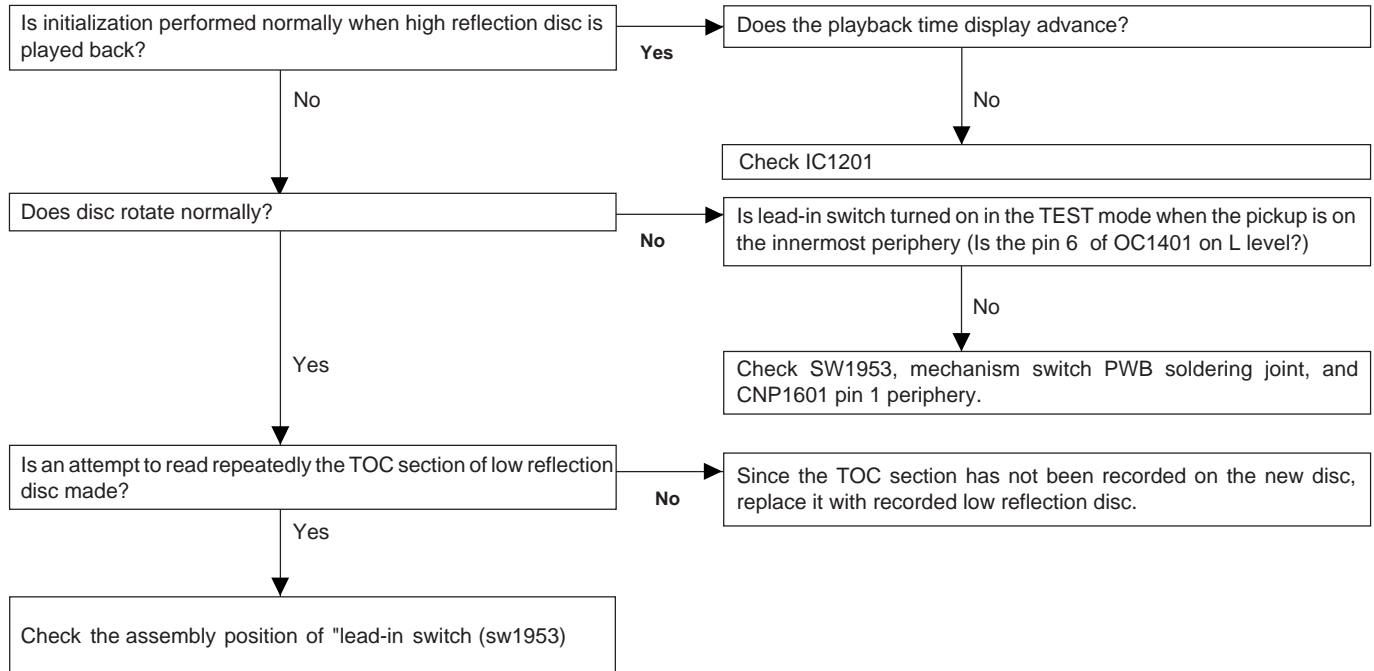 Is initialization performed normally when high reflection disc is
played back?
Yes
Does the playback time display advance?
No
No
Check IC1201
Does disc rotate normally?
No
Is lead-in switch turned on in the TEST mode when the pickup is on
the innermost periphery (Is the pin 6 of OC1401 on L level?)
No
Yes
Check SW1953, mechanism switch PWB soldering joint, and
CNP1601 pin 1 periphery.
Is an attempt to read repeatedly the TOC section of low reflection
disc made?
No
Since the TOC section has not been recorded on the new disc,
replace it with recorded low reflection disc.
Yes
Check the assembly position of "lead-in switch (sw1953)